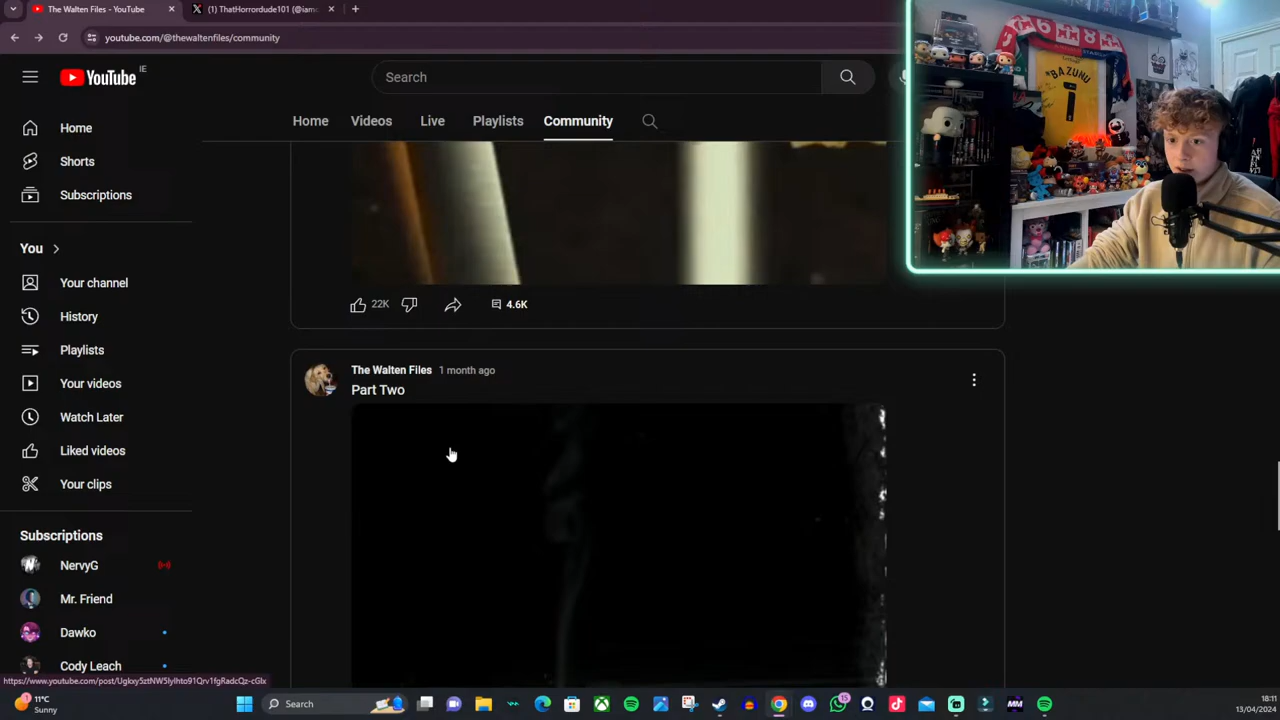 The Walten Files - YouTube
(1) ThatHorrordude101 (@iamc
youtube.com/@thewaltenfiles/community
YouTube IE
Search
Home
Videos
Live
Playlists
Community
Home
Shorts
Subscriptions
You
Your channel
History
Playlists
Your videos
Watch Later
Liked videos
Your clips
Subscriptions
NervyG
Mr. Friend
Dawko
Cody Leach
22K
4.6K
The Walten Files 1 month ago
Part Two
BAZUNU
1
11°C
Sunny
Search
15
MM
18:11
13/04/2024